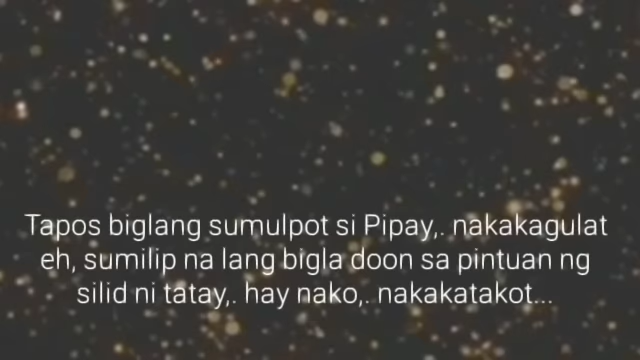 Tapos biglang sumulpot si Pipay,. nakakagulat
eh, sumilip na lang bigla doon sa pintuan ng
silid ni tatay,. hay nako,. nakakatakot...